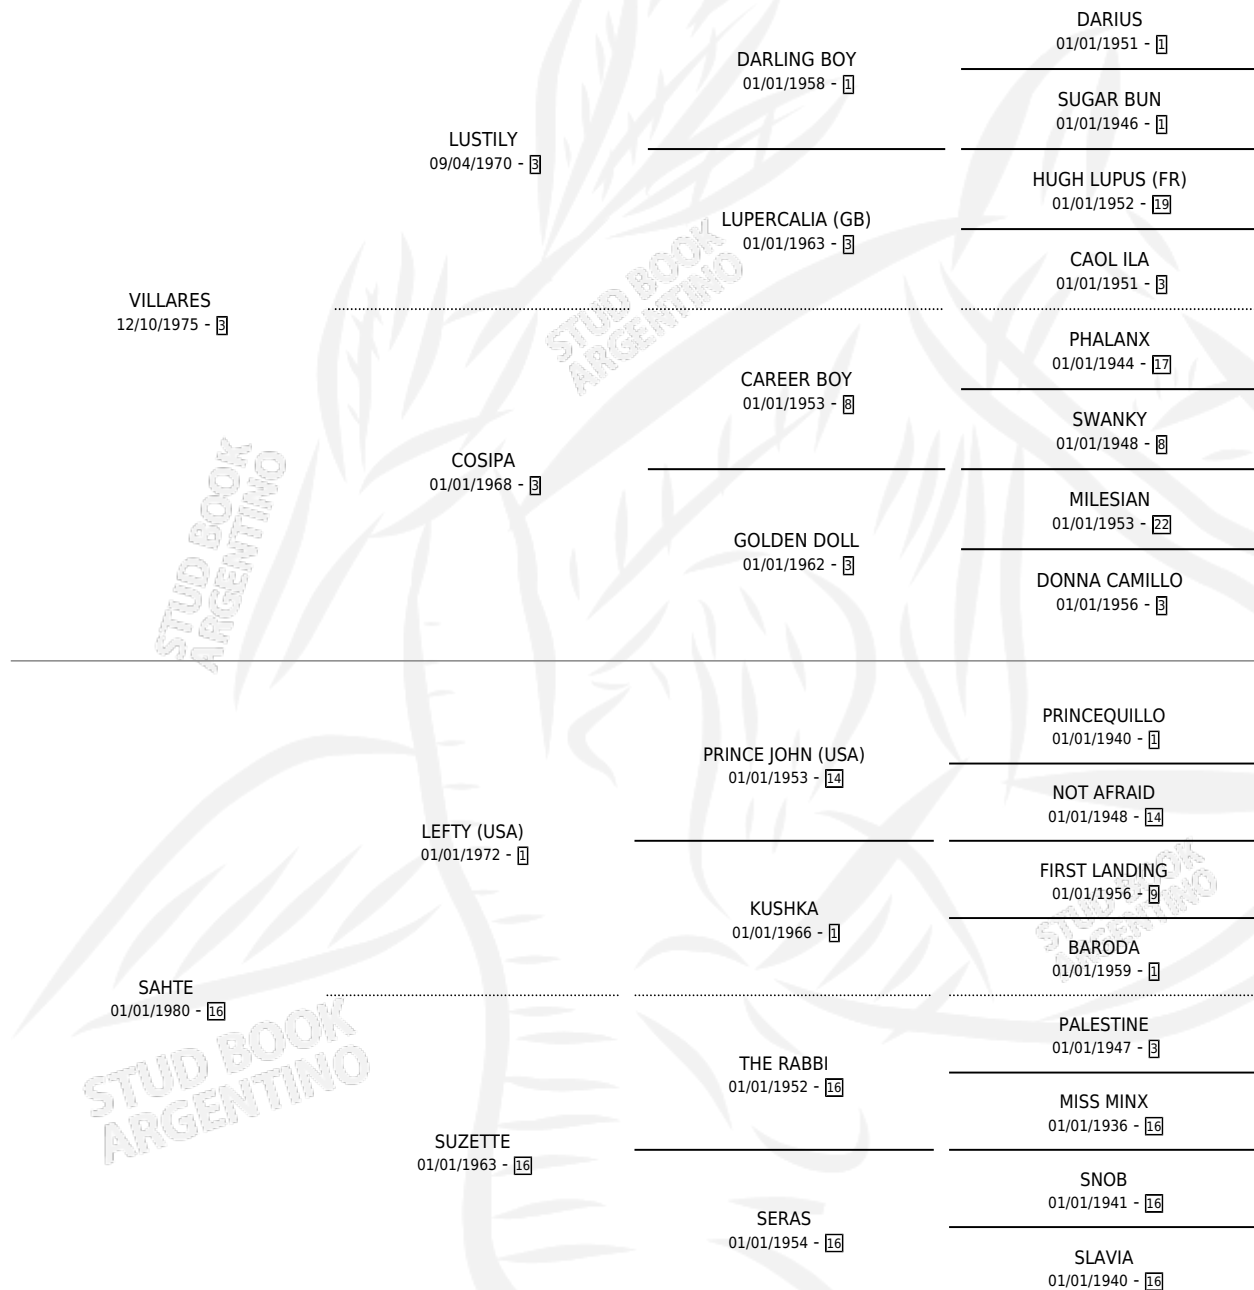 DARIUS
01/01/1951 - 1
DARLING BOY
01/01/1958 - 1
SUGAR BUN
01/01/1946 - 1
LUSTILY
09/04/1970 - 3
HUGH LUPUS (FR)
01/01/1952 - 19
LUPERCALIA (GB)
01/01/1963 - 3
CAOL ILA
01/01/1951 - 3
VILLARES
12/10/1975 - 3
PHALANX
01/01/1944 - 17
CAREER BOY
01/01/1953 - 8
SWANKY
01/01/1948 - 8
COSIPA
01/01/1968 - 3
MILESIAN
01/01/1953 - 22
GOLDEN DOLL
01/01/1962 - 3
DONNA CAMILLO
01/01/1956 - 3
PRINCEQUILLO
01/01/1940 - 1
PRINCE JOHN (USA)
01/01/1953 - 14
NOT AFRAID
01/01/1948 - 14
LEFTY (USA)
01/01/1972 - 1
FIRST LANDING
01/01/1956 - 9
KUSHKA
01/01/1966 - 1
BARODA
01/01/1959 - 1
SAHTE
01/01/1980 - 16
PALESTINE
01/01/1947 - 3
THE RABBI
01/01/1952 - 16
MISS MINX
01/01/1936 - 16
SUZETTE
01/01/1963 - 16
SNOB
01/01/1941 - 16
SERAS
01/01/1954 - 16
SLAVIA
01/01/1940 - 16
STUD BOOK
ARGENTINO
STUD BOOK
ARGENTINO
STUD BOOK
ARGENTINO
STUD BOOK
ARGENTINO